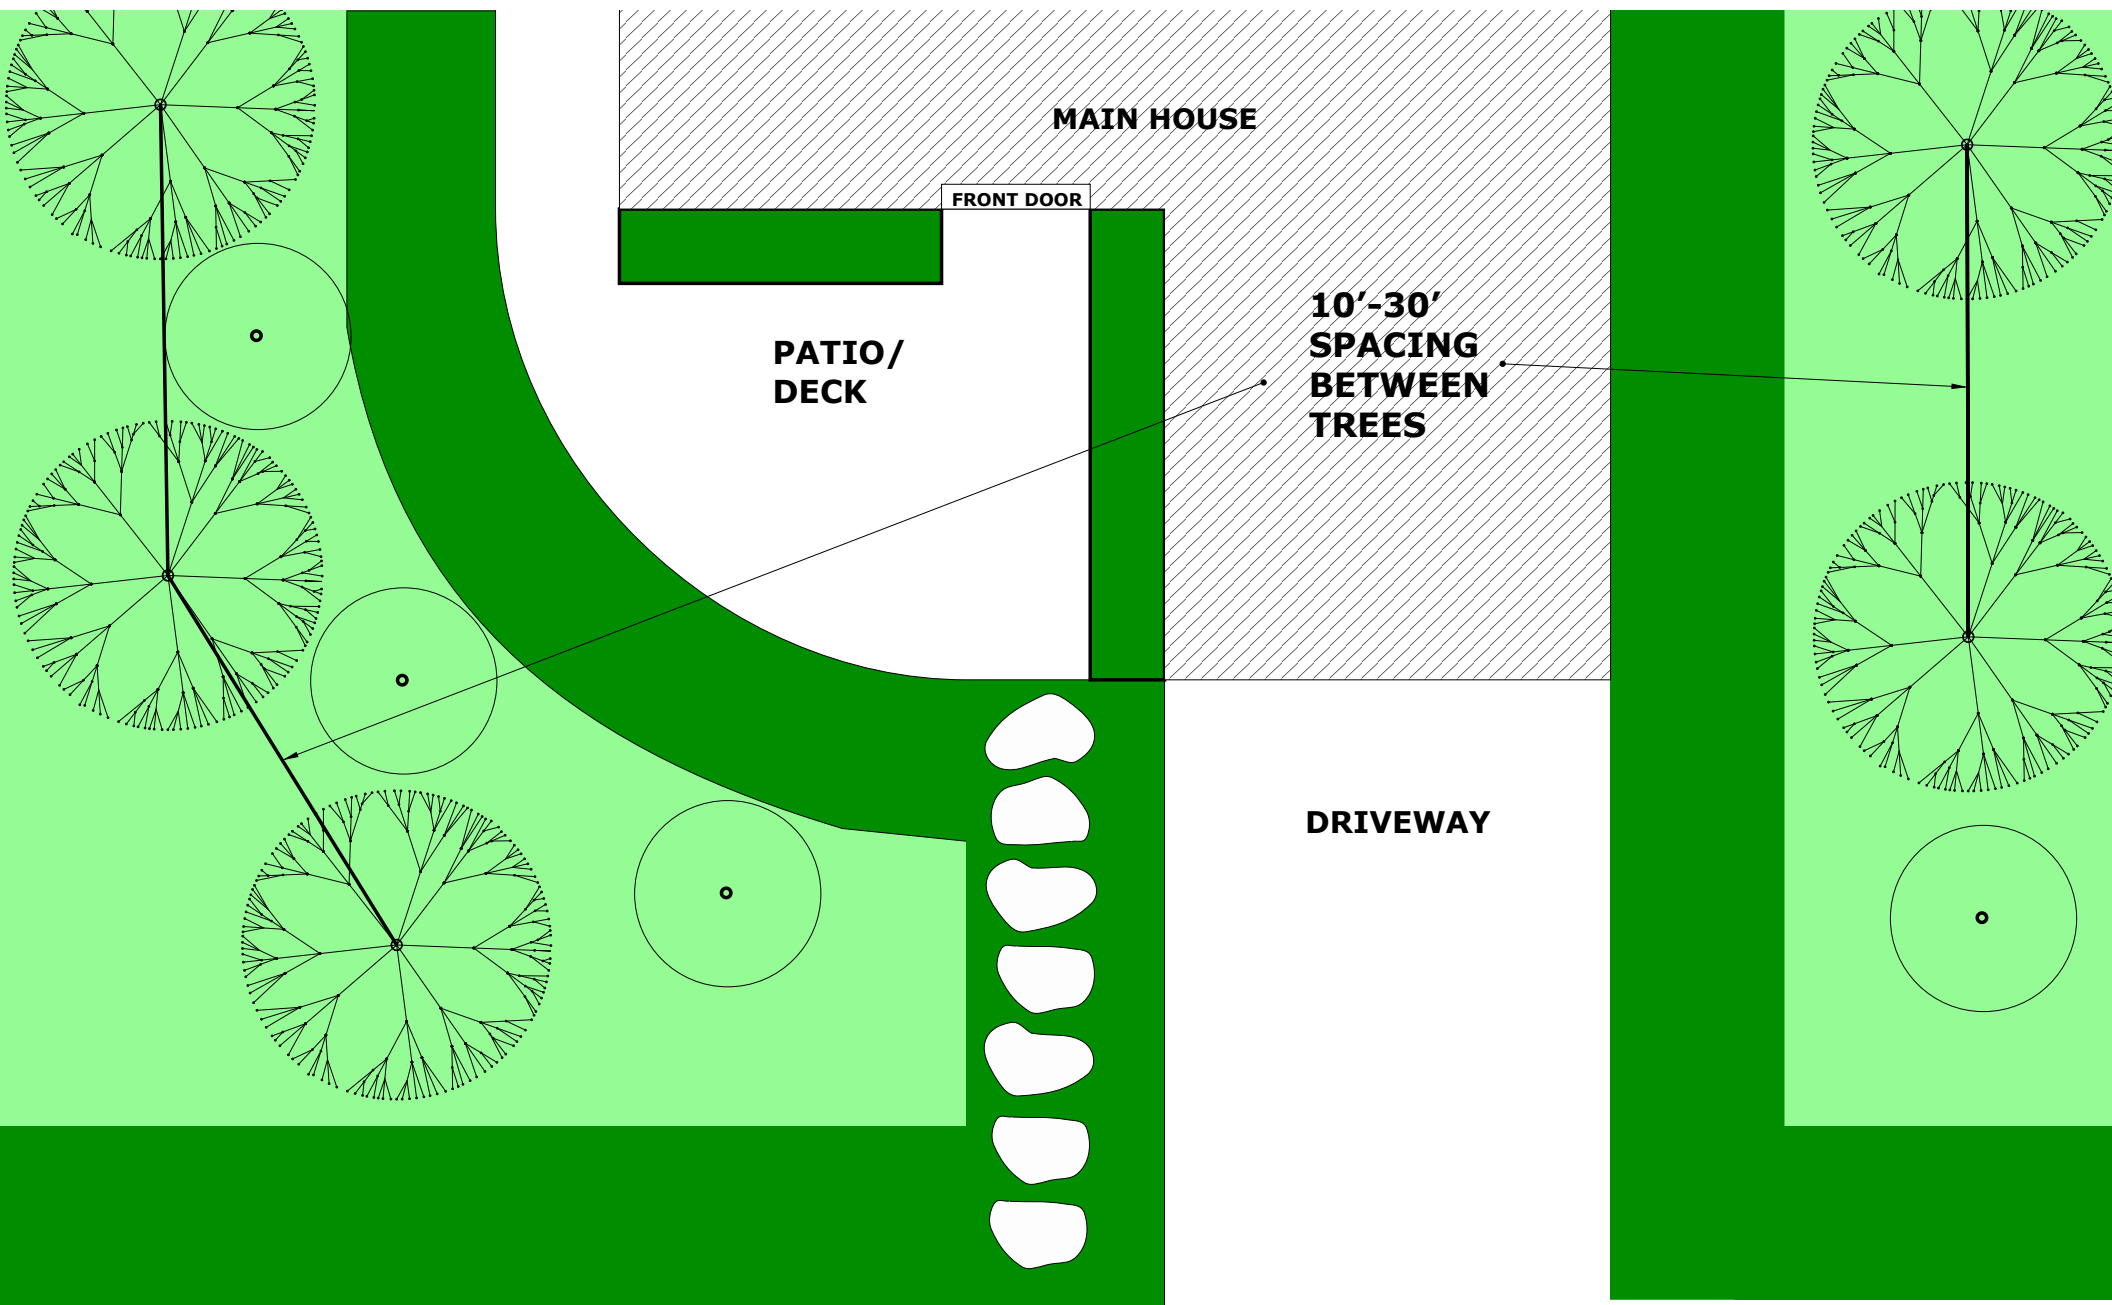 MAIN HOUSE
FRONT DOOR
10’-30’
SPACING
BETWEEN
TREES
PATIO/
DECK
DRIVEWAY